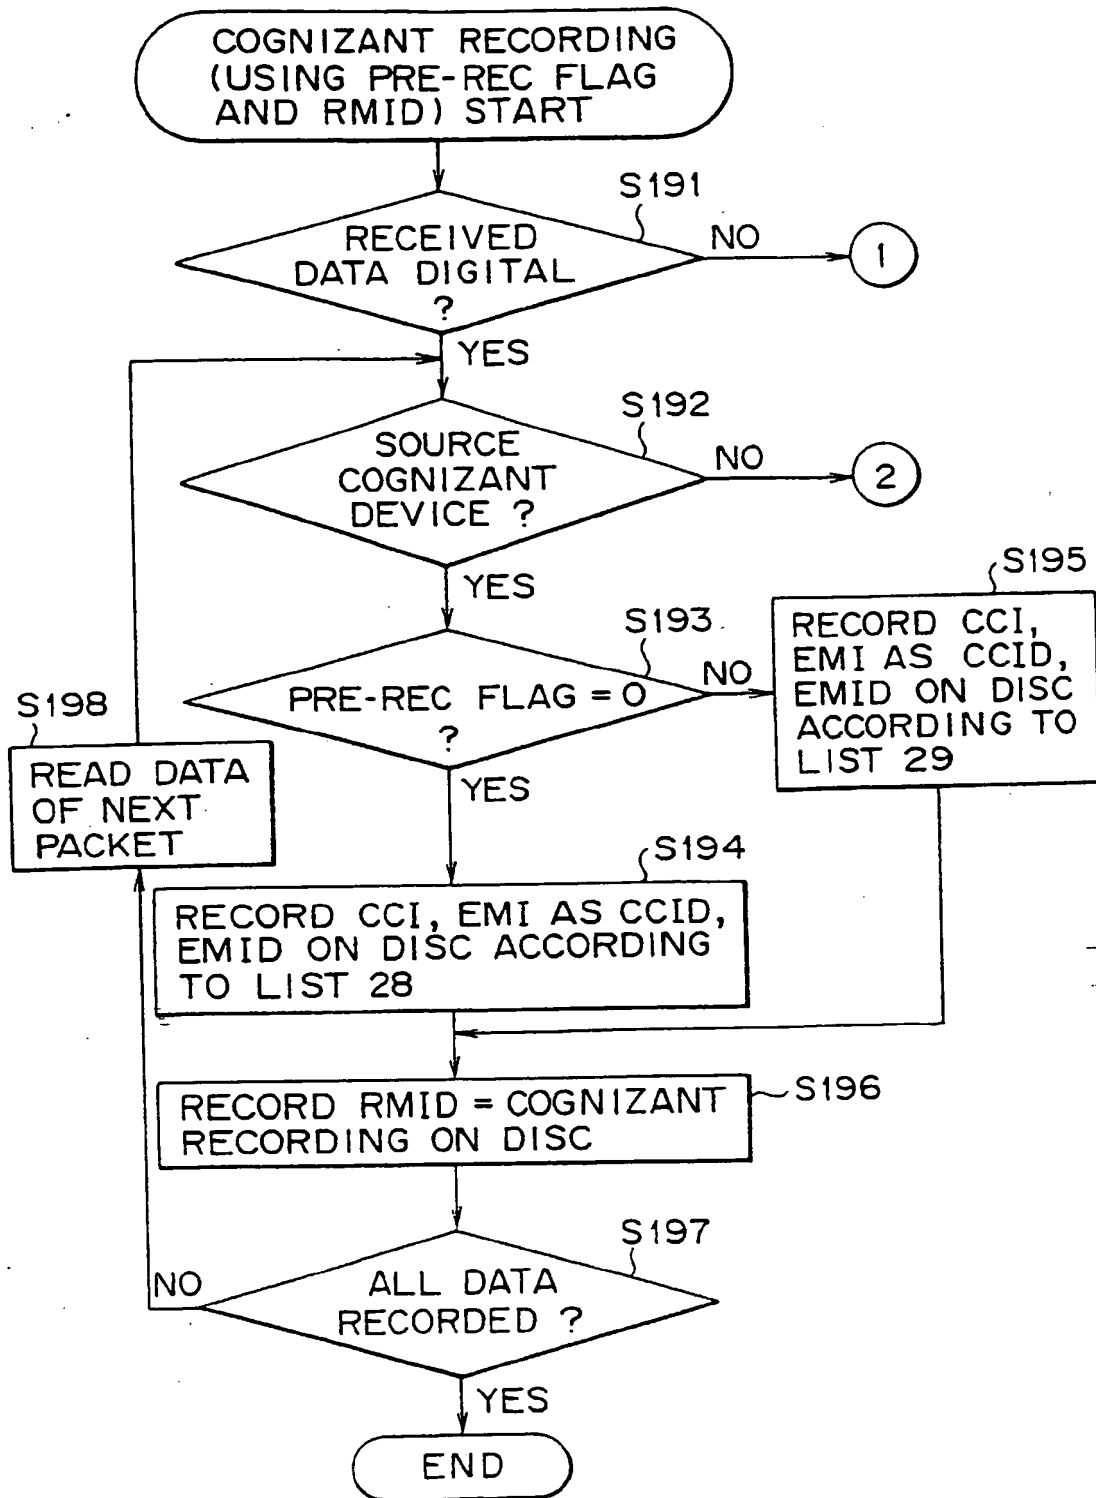 COGNIZANT RECORDING
(USING PRE-REC FLAG
AND RMID) START
S191
RECEIVED
DATA DIGITAL
?
NO
1
YES
S192
SOURCE
COGNIZANT
DEVICE ?
NO
2
YES
S193
PRE-REC FLAG = 0
?
NO
S195
RECORD CCI,
EMI AS CCID,
EMID ON DISC
ACCORDING TO
LIST 29
YES
S198
READ DATA
OF NEXT
PACKET
S194
RECORD CCI, EMI AS CCID,
EMID ON DISC ACCORDING
TO LIST 28
S196
RECORD RMID = COGNIZANT
RECORDING ON DISC
S197
ALL DATA
RECORDED ?
NO
YES
END